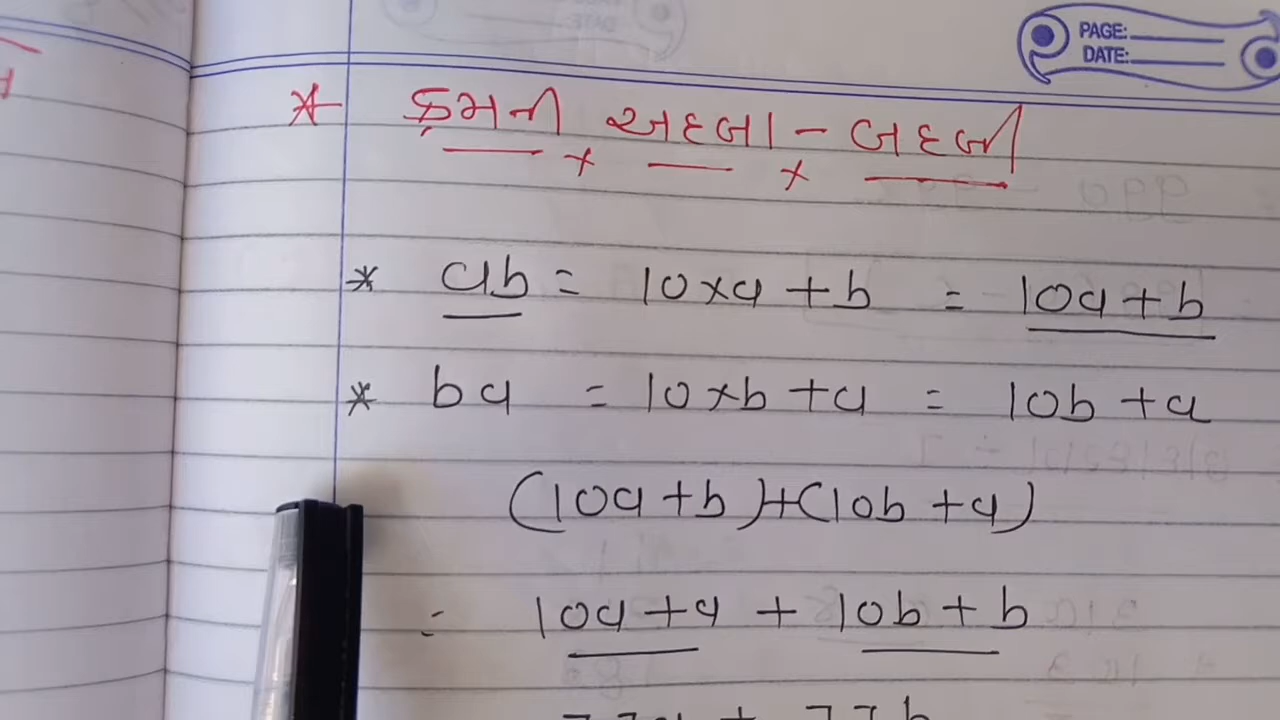 PAGE:
DATE:
* ક્રમની અદલા - બદલી
* ab = 10×a + b = 10a + b
* ba = 10×b + a = 10b + a
(10a + b) + (10b + a)
= 10a + a + 10b + b